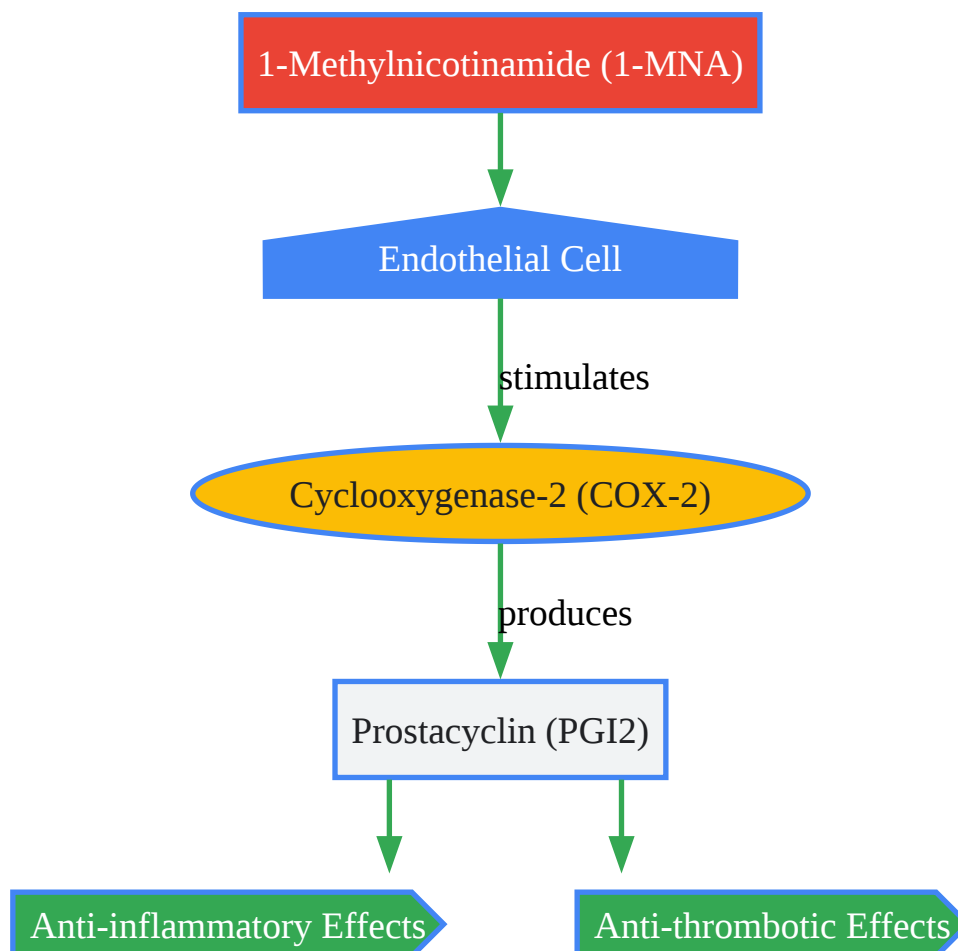 1-Methylnicotinamide (1-MNA)
Endothelial Cell
stimulates
Cyclooxygenase-2 (COX-2)
produces
Prostacyclin (PGI2)
Anti-inflammatory Effects
Anti-thrombotic Effects